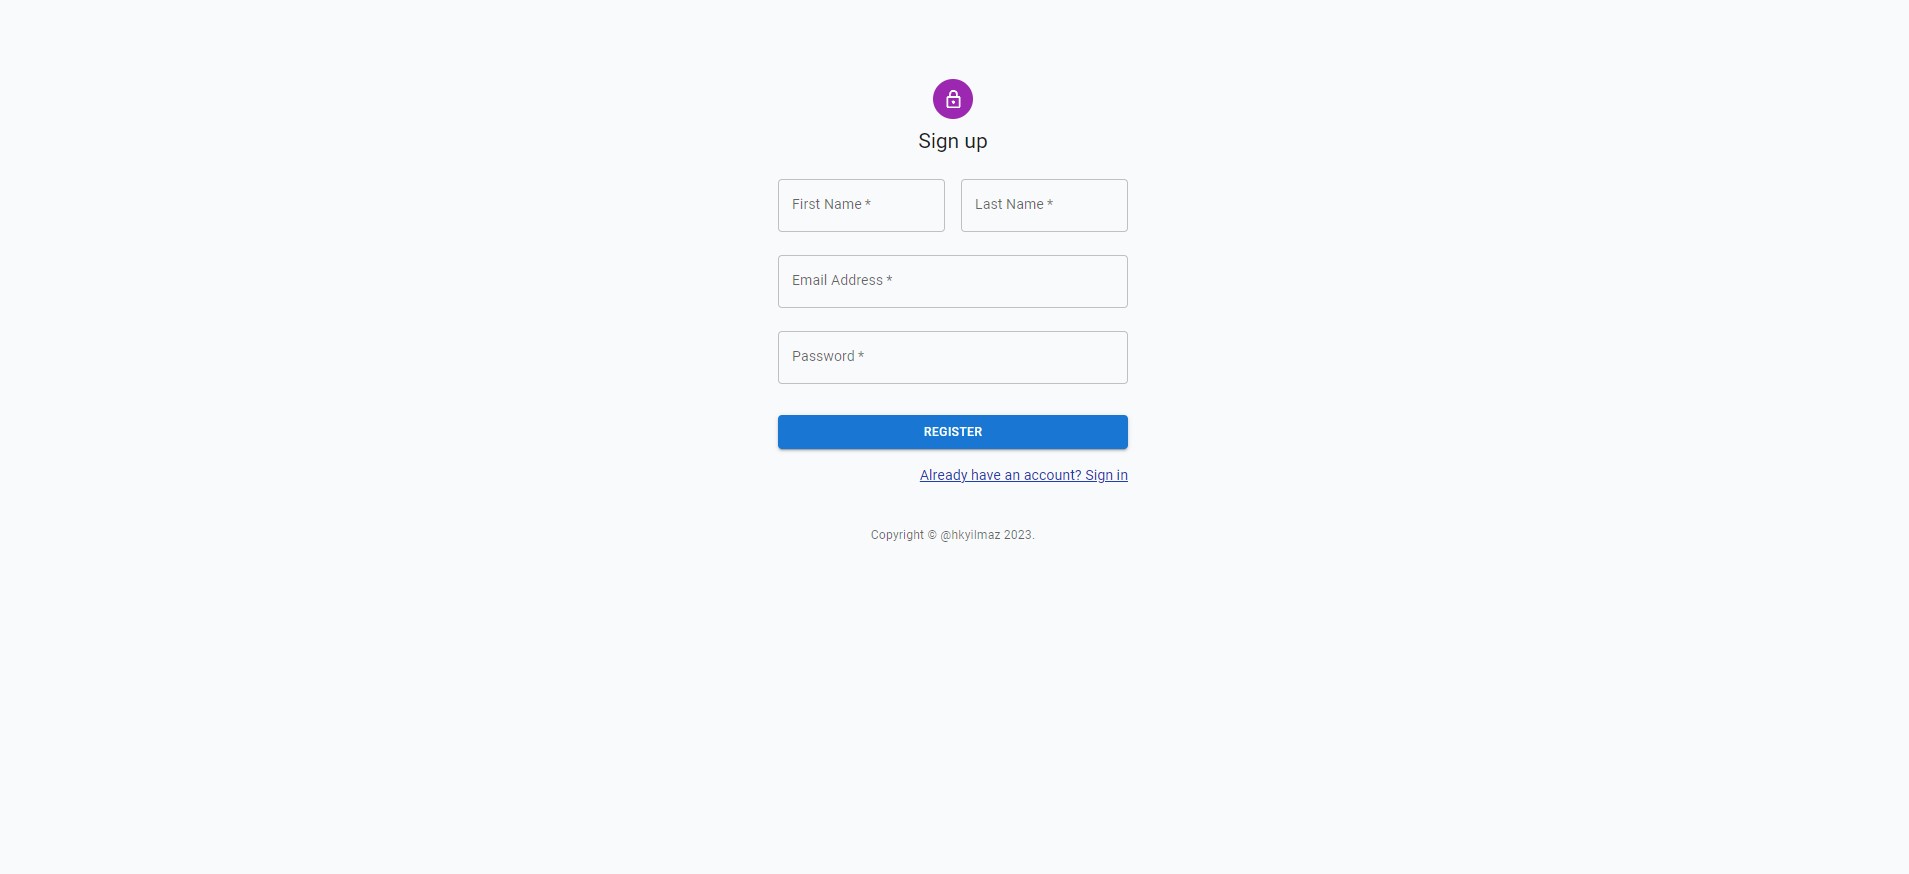 Sign up
First Name *
Last Name *
Email Address *
Password *
REGISTER
Already have an account? Sign in
Copyright © @hkyilmaz 2023.